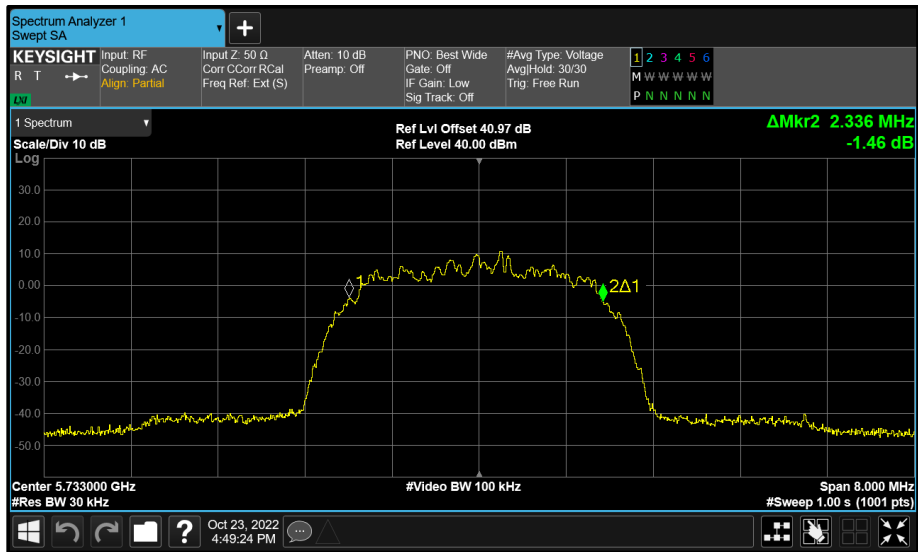 Spectrum Analyzer 1
Swept SA
KEYSIGHT
R T
LXI
Input: RF
Coupling: AC
Align: Partial
Input Z: 50 Ω
Corr CCorr RCal
Freq Ref: Ext (S)
Atten: 10 dB
Preamp: Off
PNO: Best Wide
Gate: Off
IF Gain: Low
Sig Track: Off
#Avg Type: Voltage
Avg|Hold: 30/30
Trig: Free Run
1 2 3 4 5 6
M W W W W W
P N N N N N
1 Spectrum
Scale/Div 10 dB
Ref Lvl Offset 40.97 dB
Ref Level 40.00 dBm
ΔMkr2 2.336 MHz
-1.46 dB
Log
30.0
20.0
10.0
0.00
-10.0
-20.0
-30.0
-40.0
-50.0
1
2Δ1
Center 5.733000 GHz
#Res BW 30 kHz
#Video BW 100 kHz
Span 8.000 MHz
#Sweep 1.00 s (1001 pts)
?
Oct 23, 2022
4:49:24 PM